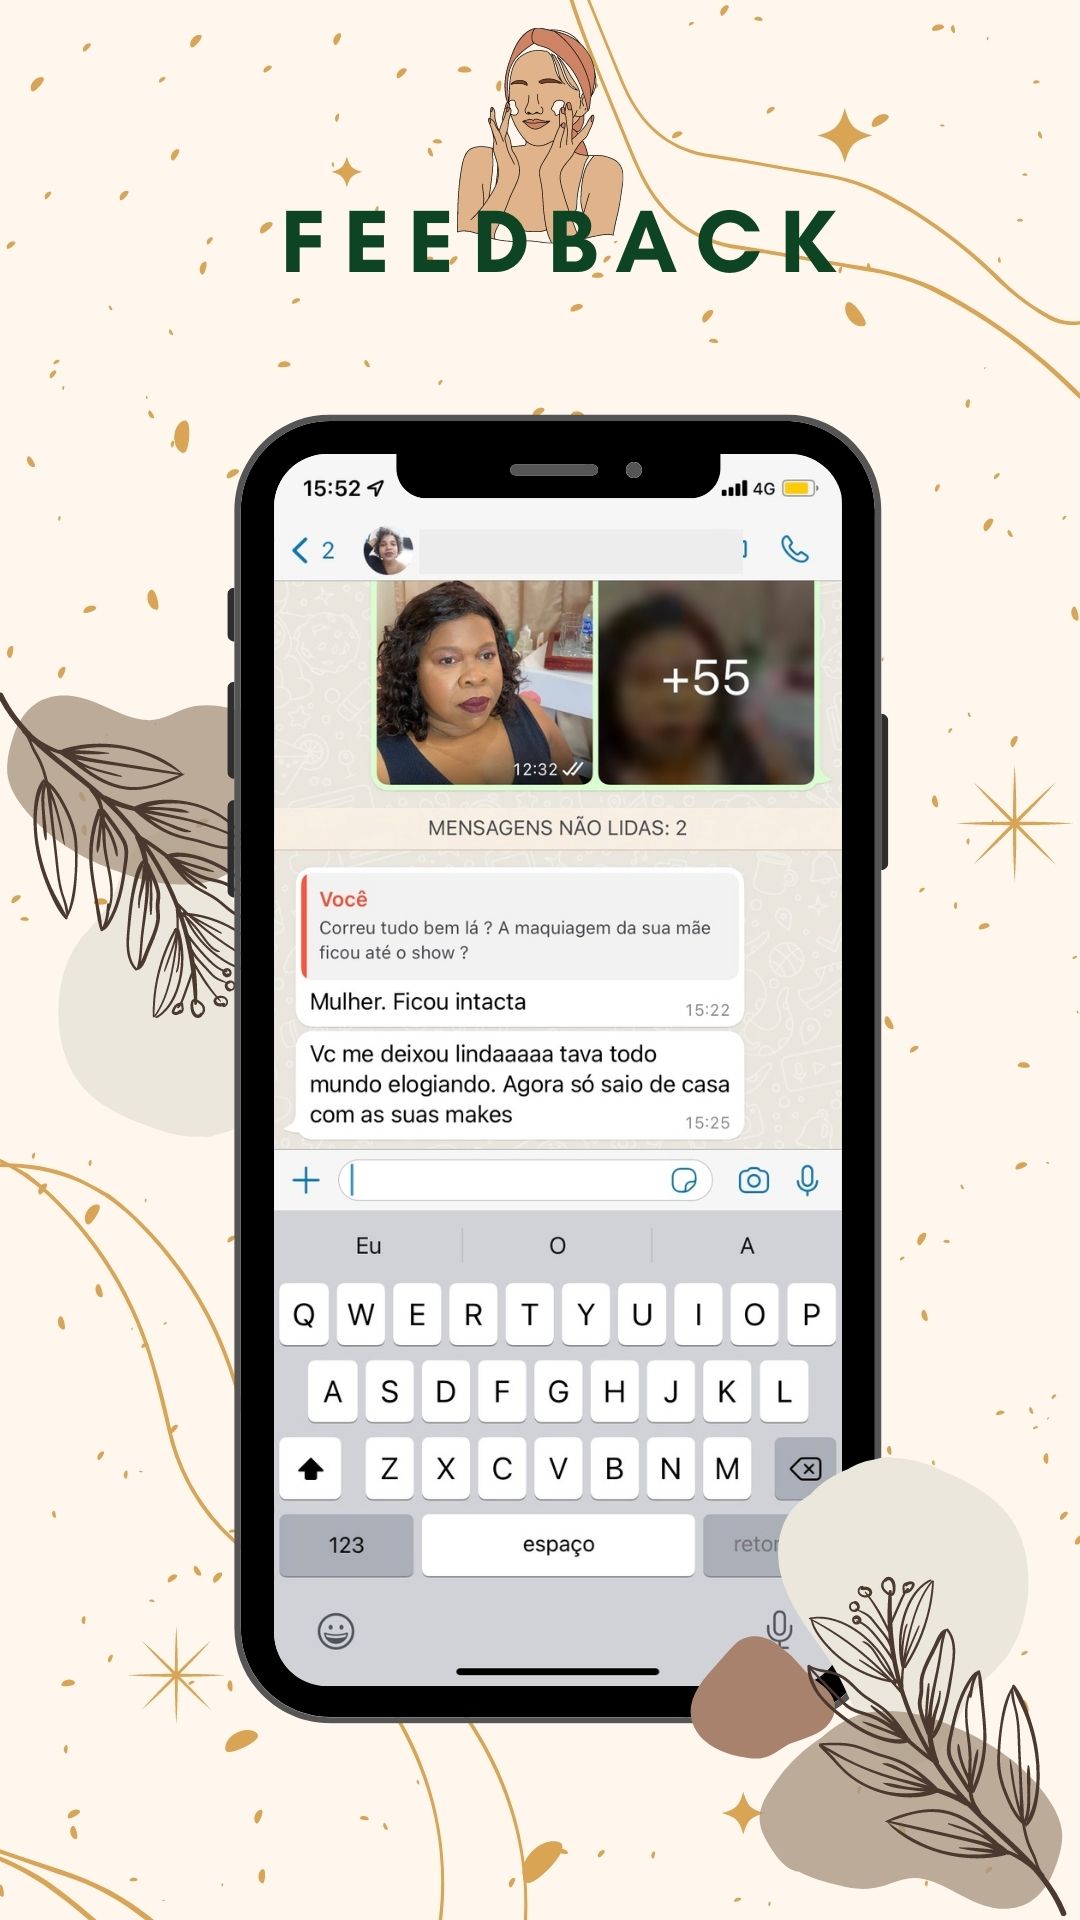 FEEDBACK
15:52
4G
2
+55
12:32
MENSAGENS NÃO LIDAS: 2
Você
Correu tudo bem lá ? A maquiagem da sua mãe
ficou até o show ?
Mulher. Ficou intacta
15:22
Vc me deixou lindaaaaa tava todo
mundo elogiando. Agora só saio de casa
com as suas makes
15:25
Eu O A
Q W E R T Y U I O P
A S D F G H J K L
Z X C V B N M
123 espaço